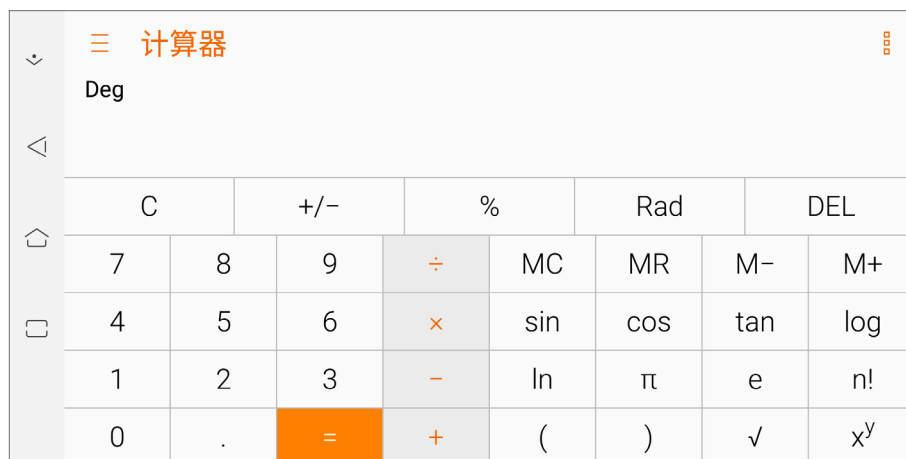 计算器
Deg
C +/− % Rad DEL
7 8 9 ÷ MC MR M− M+
4 5 6 × sin cos tan log
1 2 3 − ln π e n!
0 . = + ( ) √ xʸ